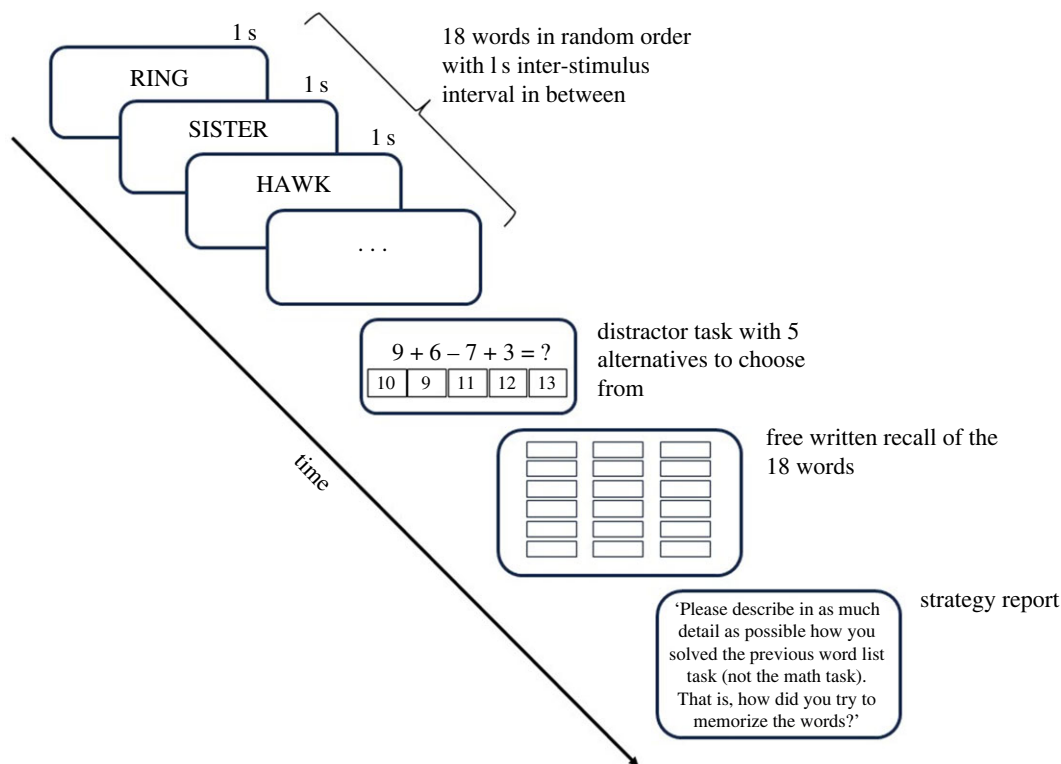 1 s
RING
1 s
SISTER
1 s
HAWK
. . .
18 words in random order
with 1 s inter-stimulus
interval in between
9 + 6 – 7 + 3 = ?
10 9 11 12 13
distractor task with 5
alternatives to choose
from
time
free written recall of the
18 words
strategy report
‘Please describe in as much
detail as possible how you
solved the previous word list
task (not the math task).
That is, how did you try to
memorize the words?’